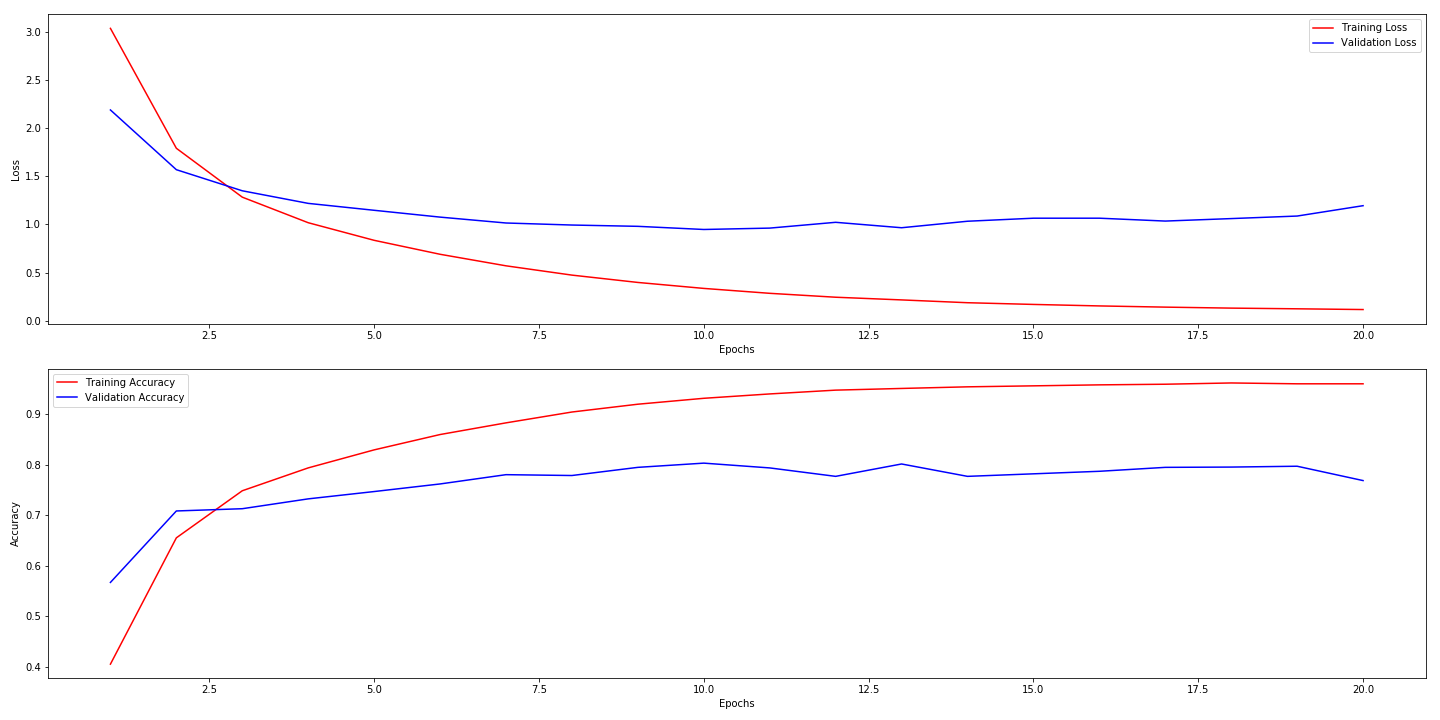 3.0
2.5
2.0
1.5
1.0
0.5
0.0
Loss
Training Loss
Validation Loss
2.5 5.0 7.5 10.0 12.5 15.0 17.5 20.0
Epochs
Training Accuracy
Validation Accuracy
0.9
0.8
0.7
0.6
0.5
0.4
Accuracy
2.5 5.0 7.5 10.0 12.5 15.0 17.5 20.0
Epochs